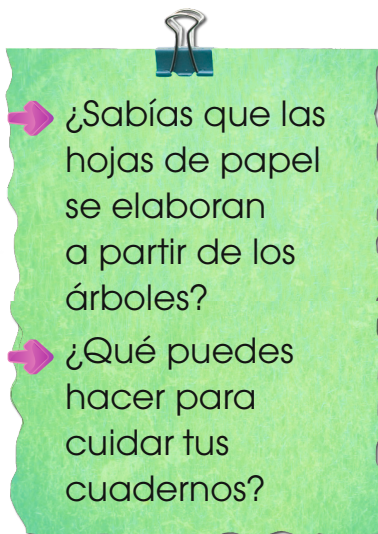 ¿Sabías que las
hojas de papel
se elaboran
a partir de los
árboles?
¿Qué puedes
hacer para
cuidar tus
cuadernos?